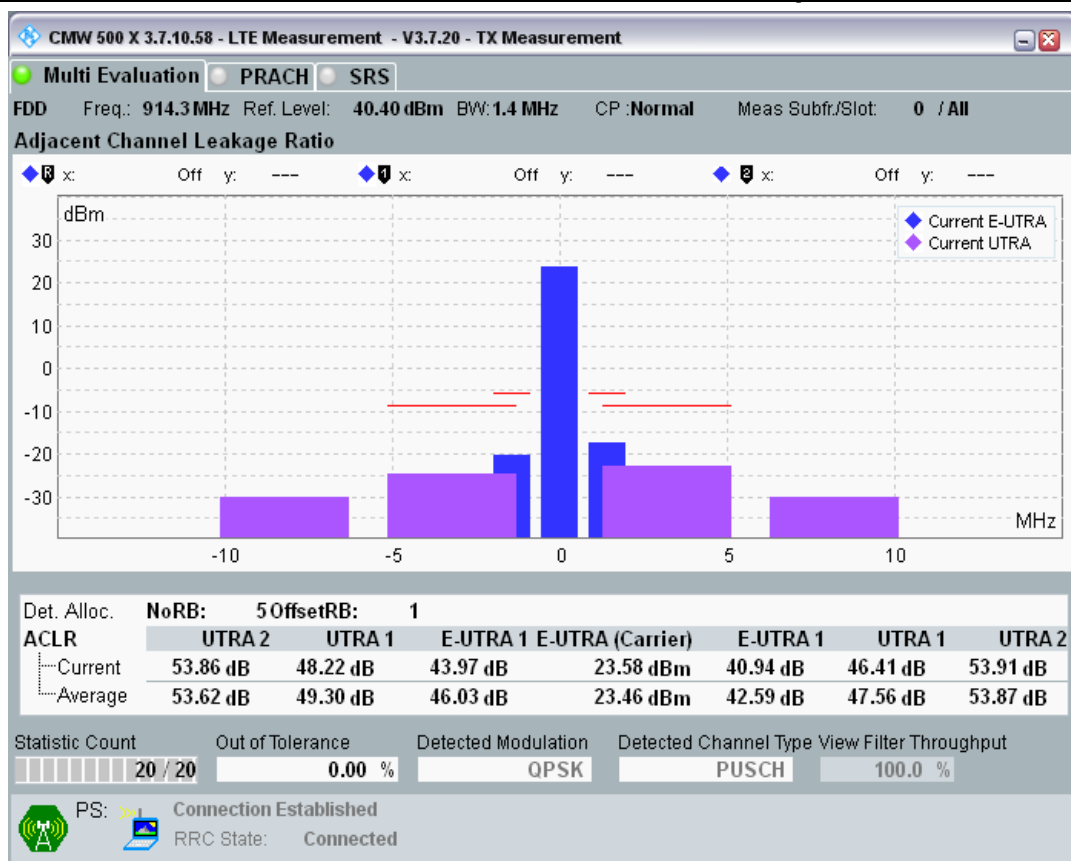 CMW 500 X 3.7.10.58 - LTE Measurement - V3.7.20 - TX Measurement
Multi Evaluation PRACH SRS
FDD Freq.: 914.3 MHz Ref. Level: 40.40 dBm BW: 1.4 MHz CP :Normal Meas Subfr./Slot: 0 / All
Adjacent Channel Leakage Ratio
R x: Off y: --- 1 x: Off y: --- 2 x: Off y: ---
dBm
Current E-UTRA
Current UTRA
30
20
10
0
-10
-20
-30
MHz
-10 -5 0 5 10
Det. Alloc. NoRB: 5 OffsetRB: 1
ACLR UTRA 2 UTRA 1 E-UTRA 1 E-UTRA (Carrier) E-UTRA 1 UTRA 1 UTRA 2
Current 53.86 dB 48.22 dB 43.97 dB 23.58 dBm 40.94 dB 46.41 dB 53.91 dB
Average 53.62 dB 49.30 dB 46.03 dB 23.46 dBm 42.59 dB 47.56 dB 53.87 dB
Statistic Count Out of Tolerance Detected Modulation Detected Channel Type View Filter Throughput
20 / 20 0.00 % QPSK PUSCH 100.0 %
PS: Connection Established
RRC State: Connected